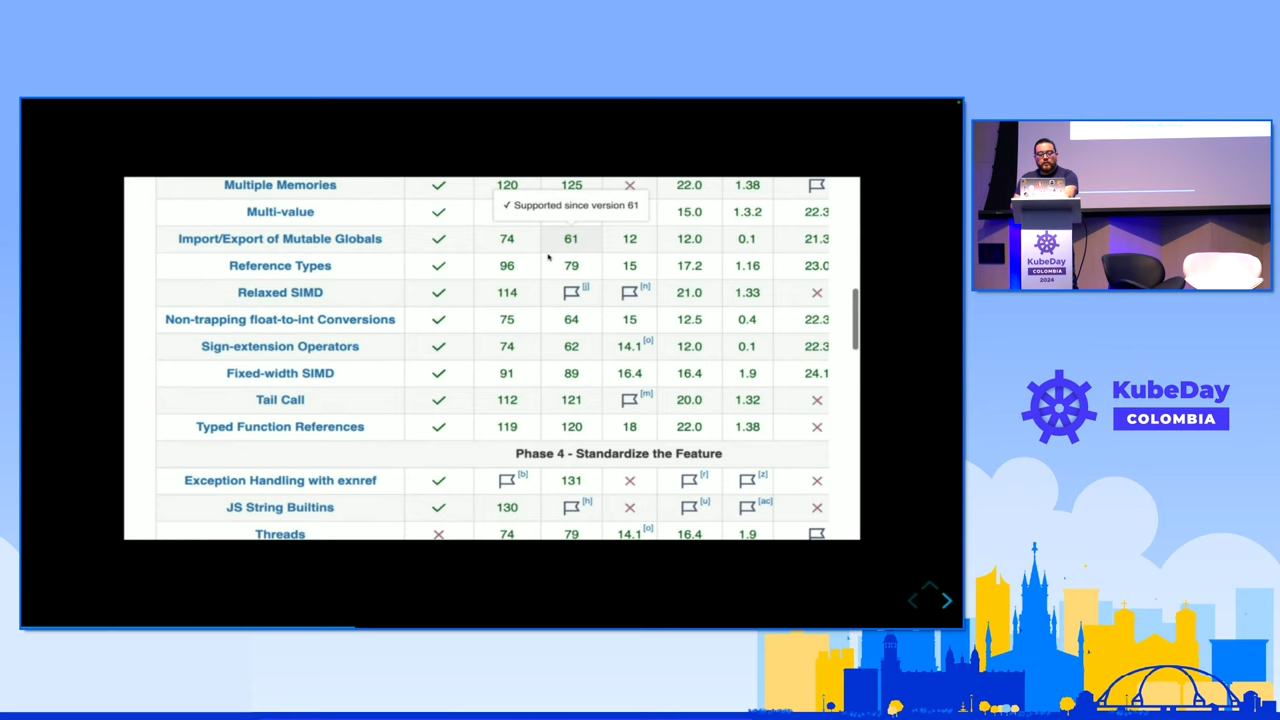 Multiple Memories ✓ 120 125 ✗ 22.0 1.38
✓ Supported since version 61
Multi-value ✓ 15.0 1.3.2 22.3
Import/Export of Mutable Globals ✓ 74 61 12 12.0 0.1 21.3
Reference Types ✓ 96 79 15 17.2 1.16 23.0
Relaxed SIMD ✓ 114 [j] [n] 21.0 1.33 ✗
Non-trapping float-to-int Conversions ✓ 75 64 15 12.5 0.4 22.3
Sign-extension Operators ✓ 74 62 14.1[o] 12.0 0.1 22.3
Fixed-width SIMD ✓ 91 89 16.4 16.4 1.9 24.1
Tail Call ✓ 112 121 [m] 20.0 1.32 ✗
Typed Function References ✓ 119 120 18 22.0 1.38 ✗
Phase 4 - Standardize the Feature
Exception Handling with exnref ✓ [b] 131 ✗ [r] [z] ✗
JS String Builtins ✓ 130 [h] ✗ [u] [ac] ✗
Threads ✗ 74 79 14.1[o] 16.4 1.9
KubeDay
COLOMBIA
2024
KubeDay
COLOMBIA